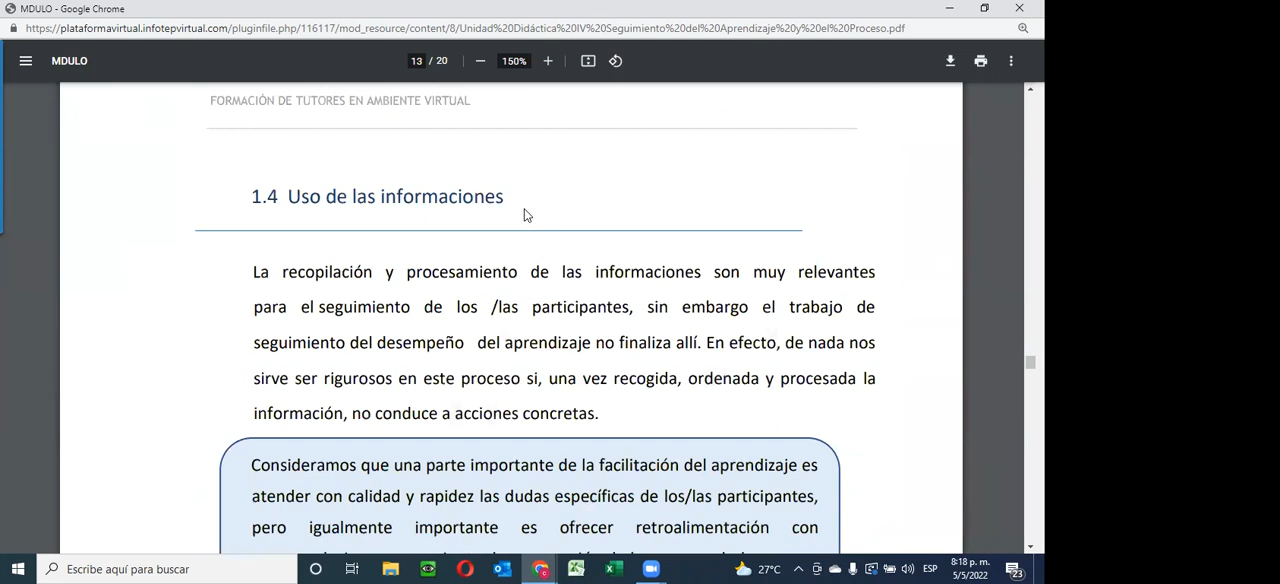 MDULO - Google Chrome
https://plataformavirtual.infotepvirtual.com/pluginfile.php/116117/mod_resource/content/8/Unidad%20Didáctica%20IV%20Seguimiento%20del%20Aprendizaje%20y%20el%20Proceso.pdf
MDULO
13 / 20
150%
FORMACIÓN DE TUTORES EN AMBIENTE VIRTUAL
1.4 Uso de las informaciones
La recopilación y procesamiento de las informaciones son muy relevantes
para el seguimiento de los /las participantes, sin embargo el trabajo de
seguimiento del desempeño del aprendizaje no finaliza allí. En efecto, de nada nos
sirve ser rigurosos en este proceso si, una vez recogida, ordenada y procesada la
información, no conduce a acciones concretas.
Consideramos que una parte importante de la facilitación del aprendizaje es
atender con calidad y rapidez las dudas específicas de los/las participantes,
pero igualmente importante es ofrecer retroalimentación con
Escribe aquí para buscar
27°C
ESP
8:18 p. m.
5/5/2022
23